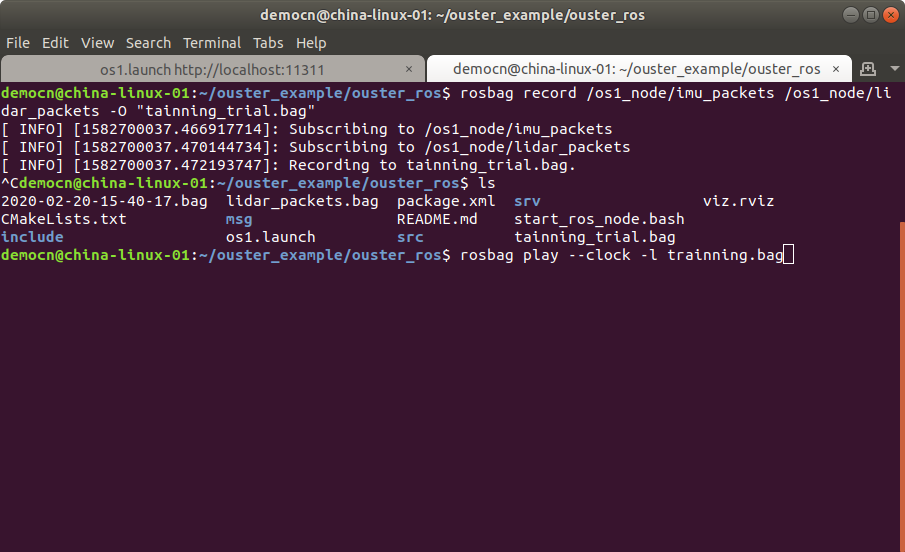 democn@china-linux-01: ~/ouster_example/ouster_ros
File Edit View Search Terminal Tabs Help
os1.launch http://localhost:11311 × democn@china-linux-01: ~/ouster_example/ouster_ros ×
democn@china-linux-01:~/ouster_example/ouster_ros$ rosbag record /os1_node/imu_packets /os1_node/li
dar_packets -O "tainning_trial.bag"
[ INFO] [1582700037.466917714]: Subscribing to /os1_node/imu_packets
[ INFO] [1582700037.470144734]: Subscribing to /os1_node/lidar_packets
[ INFO] [1582700037.472193747]: Recording to tainning_trial.bag.
^Cdemocn@china-linux-01:~/ouster_example/ouster_ros$ ls
2020-02-20-15-40-17.bag lidar_packets.bag package.xml srv viz.rviz
CMakeLists.txt msg README.md start_ros_node.bash
include os1.launch src tainning_trial.bag
democn@china-linux-01:~/ouster_example/ouster_ros$ rosbag play --clock -l trainning.bag